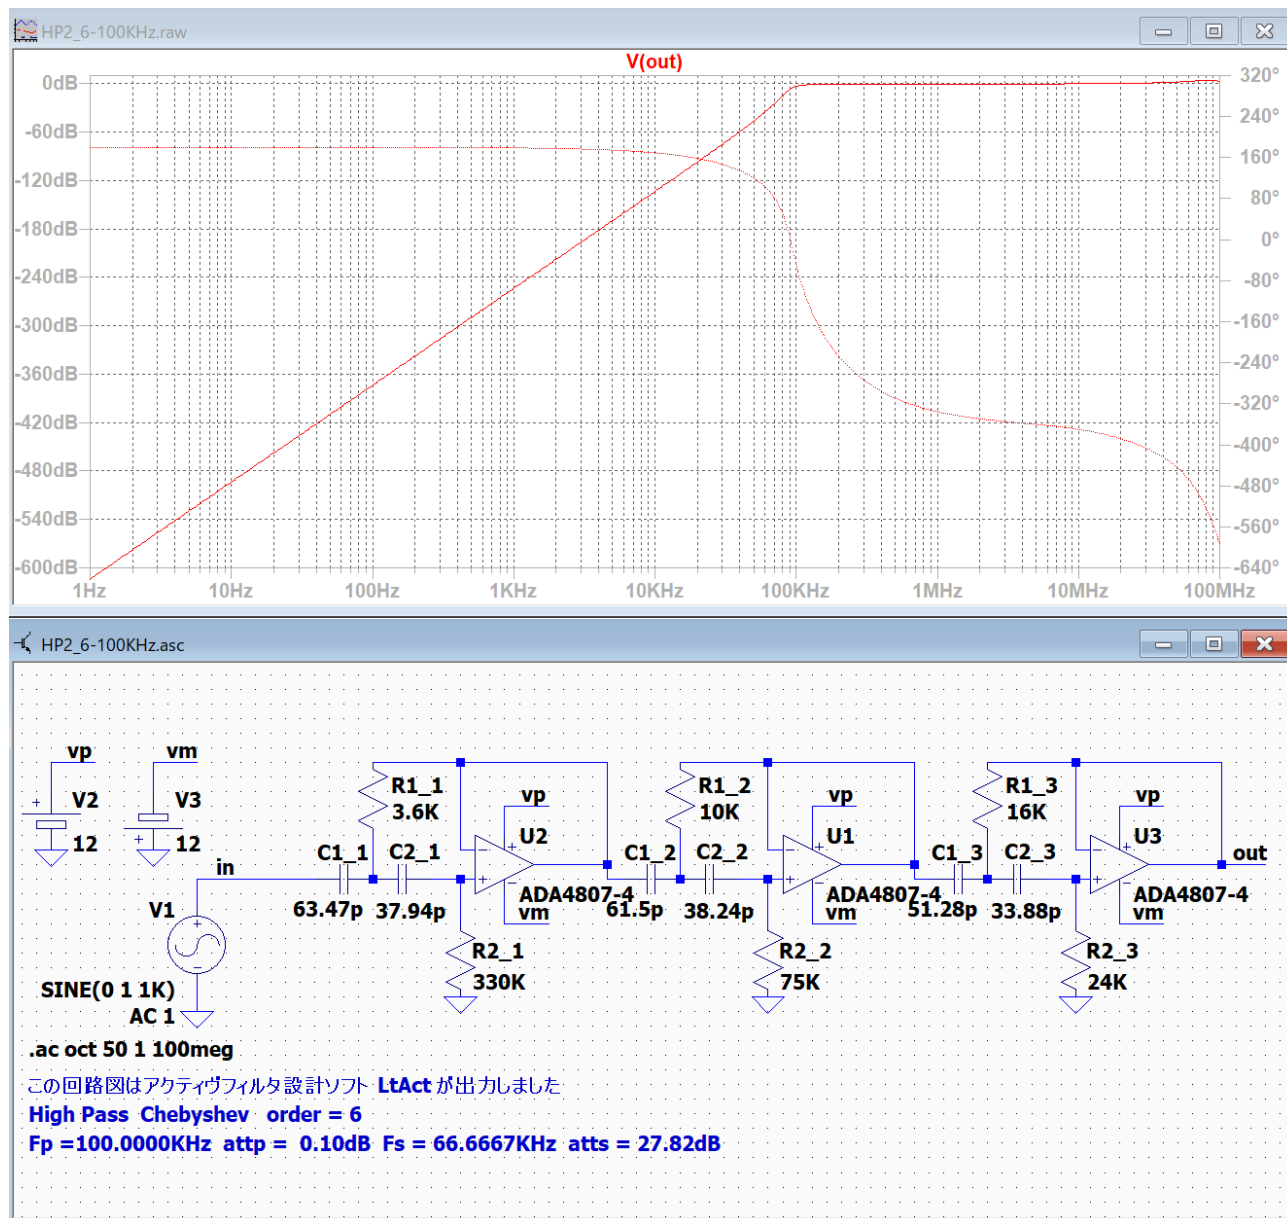 HP2_6-100KHz.raw
V(out)
0dB
-60dB
-120dB
-180dB
-240dB
-300dB
-360dB
-420dB
-480dB
-540dB
-600dB
320°
240°
160°
80°
0°
-80°
-160°
-240°
-320°
-400°
-480°
-560°
-640°
1Hz 10Hz 100Hz 1KHz 10KHz 100KHz 1MHz 10MHz 100MHz
HP2_6-100KHz.asc
vp
V2
12
vm
V3
12
in
V1
SINE(0 1 1K)
AC 1
R1_1
3.6K
C1_1
63.47p
C2_1
37.94p
vp
U2
ADA4807-4
vm
R2_1
330K
R1_2
10K
C1_2
61.5p
C2_2
38.24p
vp
U1
ADA4807-4
vm
R2_2
75K
R1_3
16K
C1_3
51.28p
C2_3
33.88p
vp
U3
ADA4807-4
vm
R2_3
24K
out
.ac oct 50 1 100meg
この回路図はアクティヴフィルタ設計ソフト LtAct が出力しました
High Pass Chebyshev order = 6
Fp =100.0000KHz attp = 0.10dB Fs = 66.6667KHz atts = 27.82dB